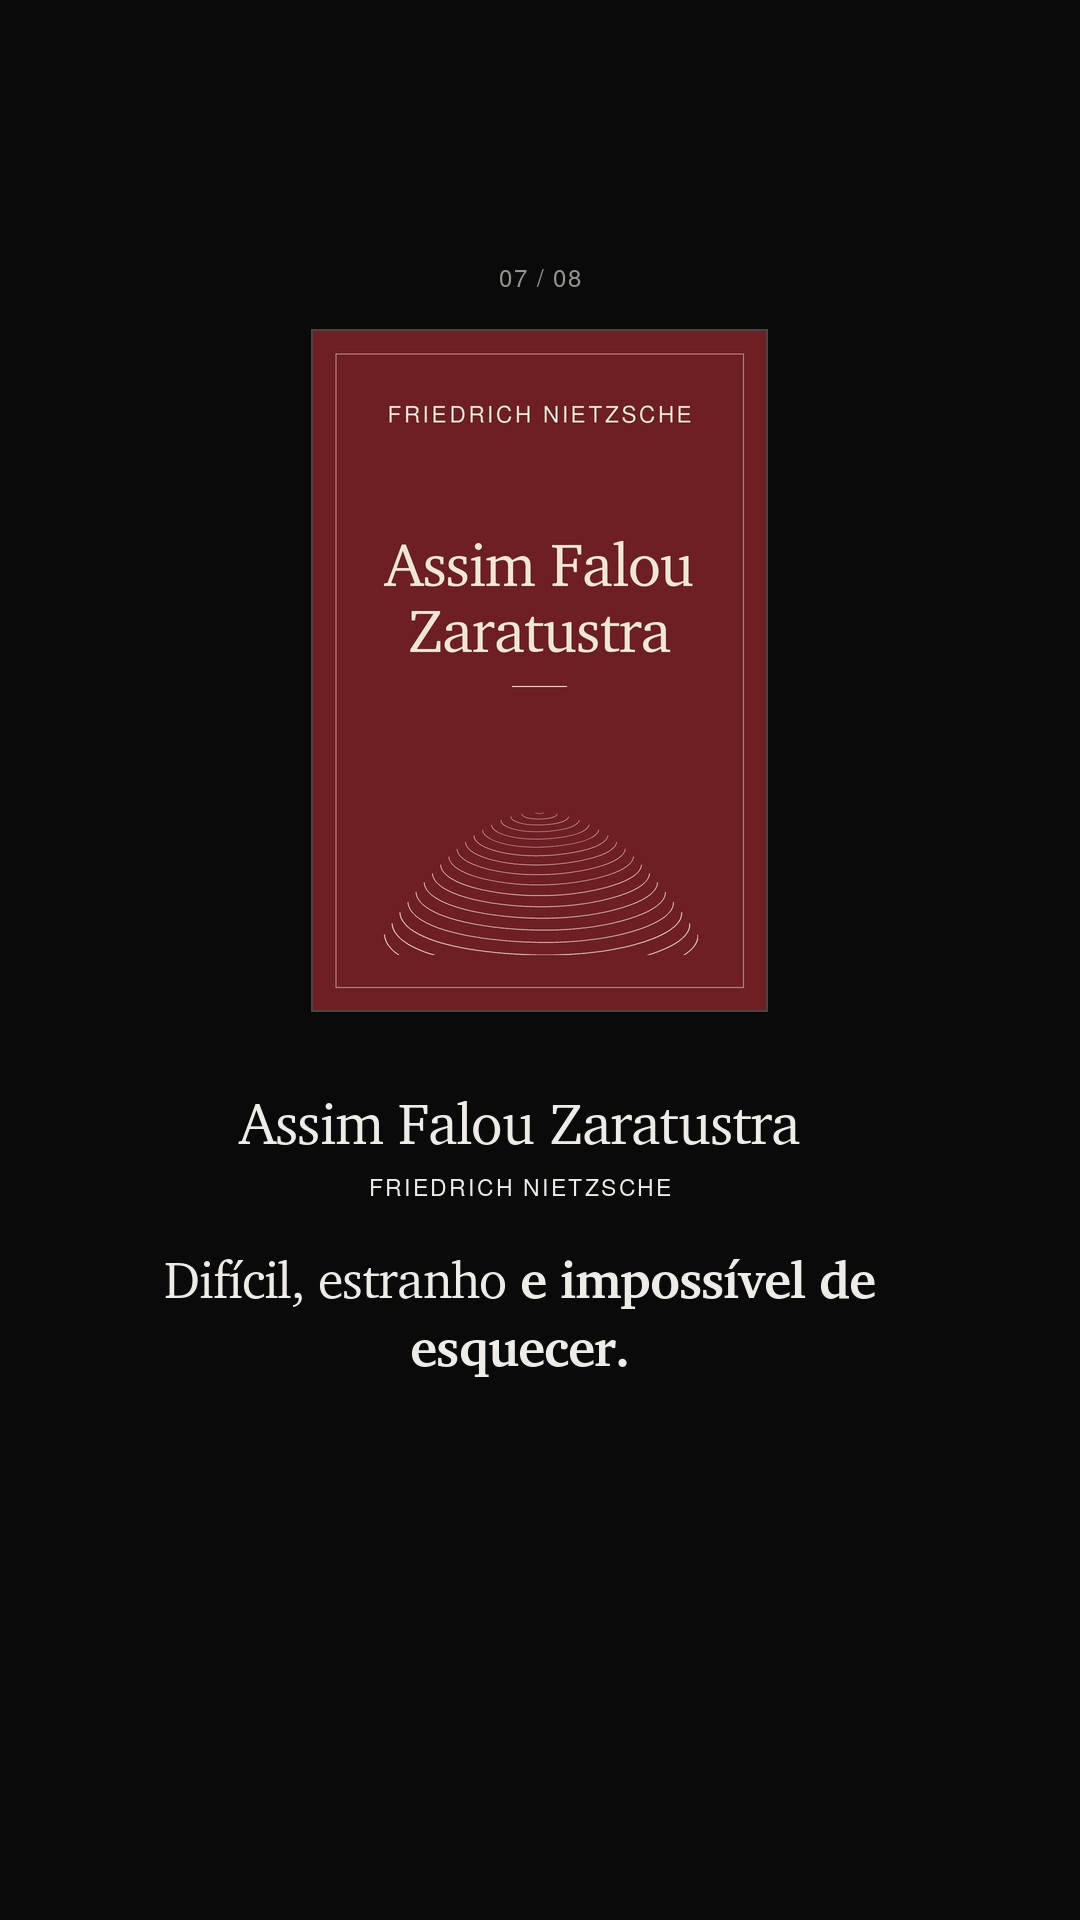 07 / 08
FRIEDRICH NIETZSCHE
Assim Falou
Zaratustra
Assim Falou Zaratustra
FRIEDRICH NIETZSCHE
Difícil, estranho e impossível de
esquecer.